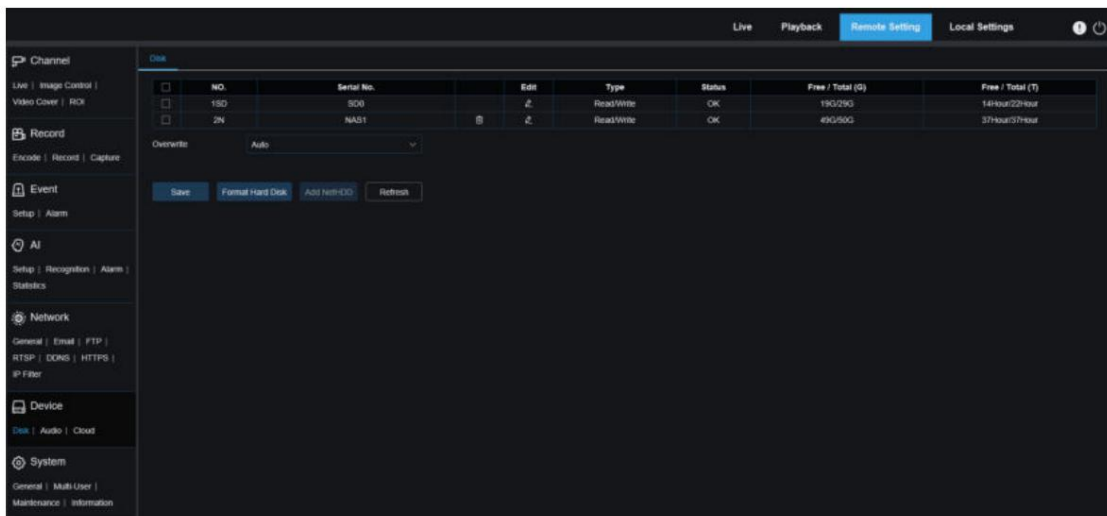 Live Playback Remote Setting Local Settings
Channel
Live | Image Control |
Video Cover | ROI
Record
Encode | Record | Capture
Event
Setup | Alarm
AI
Setup | Recognition | Alarm |
Statistics
Network
General | Email | FTP |
RTSP | DDNS | HTTPS |
IP Filter
Device
Disk | Audio | Cloud
System
General | Multi-User |
Maintenance | Information
Disk
NO. Serial No. Edit Type Status Free / Total (G) Free / Total (T)
1SD SD0 Read/Write OK 19G/29G 14Hour/22Hour
2N NAS1 Read/Write OK 49G/50G 37Hour/37Hour
Overwrite Auto
Save Format Hard Disk Add NetHDD Refresh